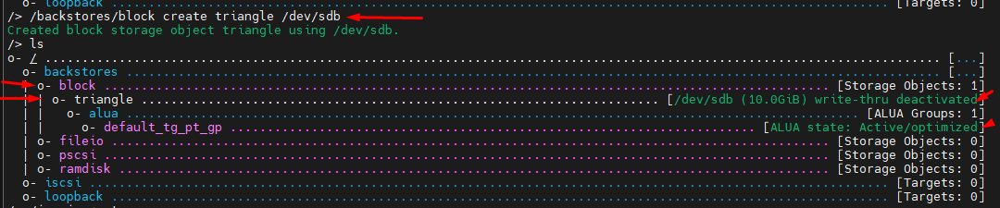 o- loopback ......................................................................................................... [Targets: 0]
/> /backstores/block create triangle /dev/sdb
Created block storage object triangle using /dev/sdb.
/> ls
o- / ......................................................................................................................... [...]
o- backstores .............................................................................................................. [...]
| o- block .................................................................................................. [Storage Objects: 1]
| | o- triangle ......................................................................... [/dev/sdb (10.0GiB) write-thru deactivated]
| |   o- alua ................................................................................................... [ALUA Groups: 1]
| |     o- default_tg_pt_gp ....................................................................... [ALUA state: Active/optimized]
| o- fileio ................................................................................................. [Storage Objects: 0]
| o- pscsi .................................................................................................. [Storage Objects: 0]
| o- ramdisk ................................................................................................ [Storage Objects: 0]
o- iscsi ............................................................................................................ [Targets: 0]
o- loopback ......................................................................................................... [Targets: 0]